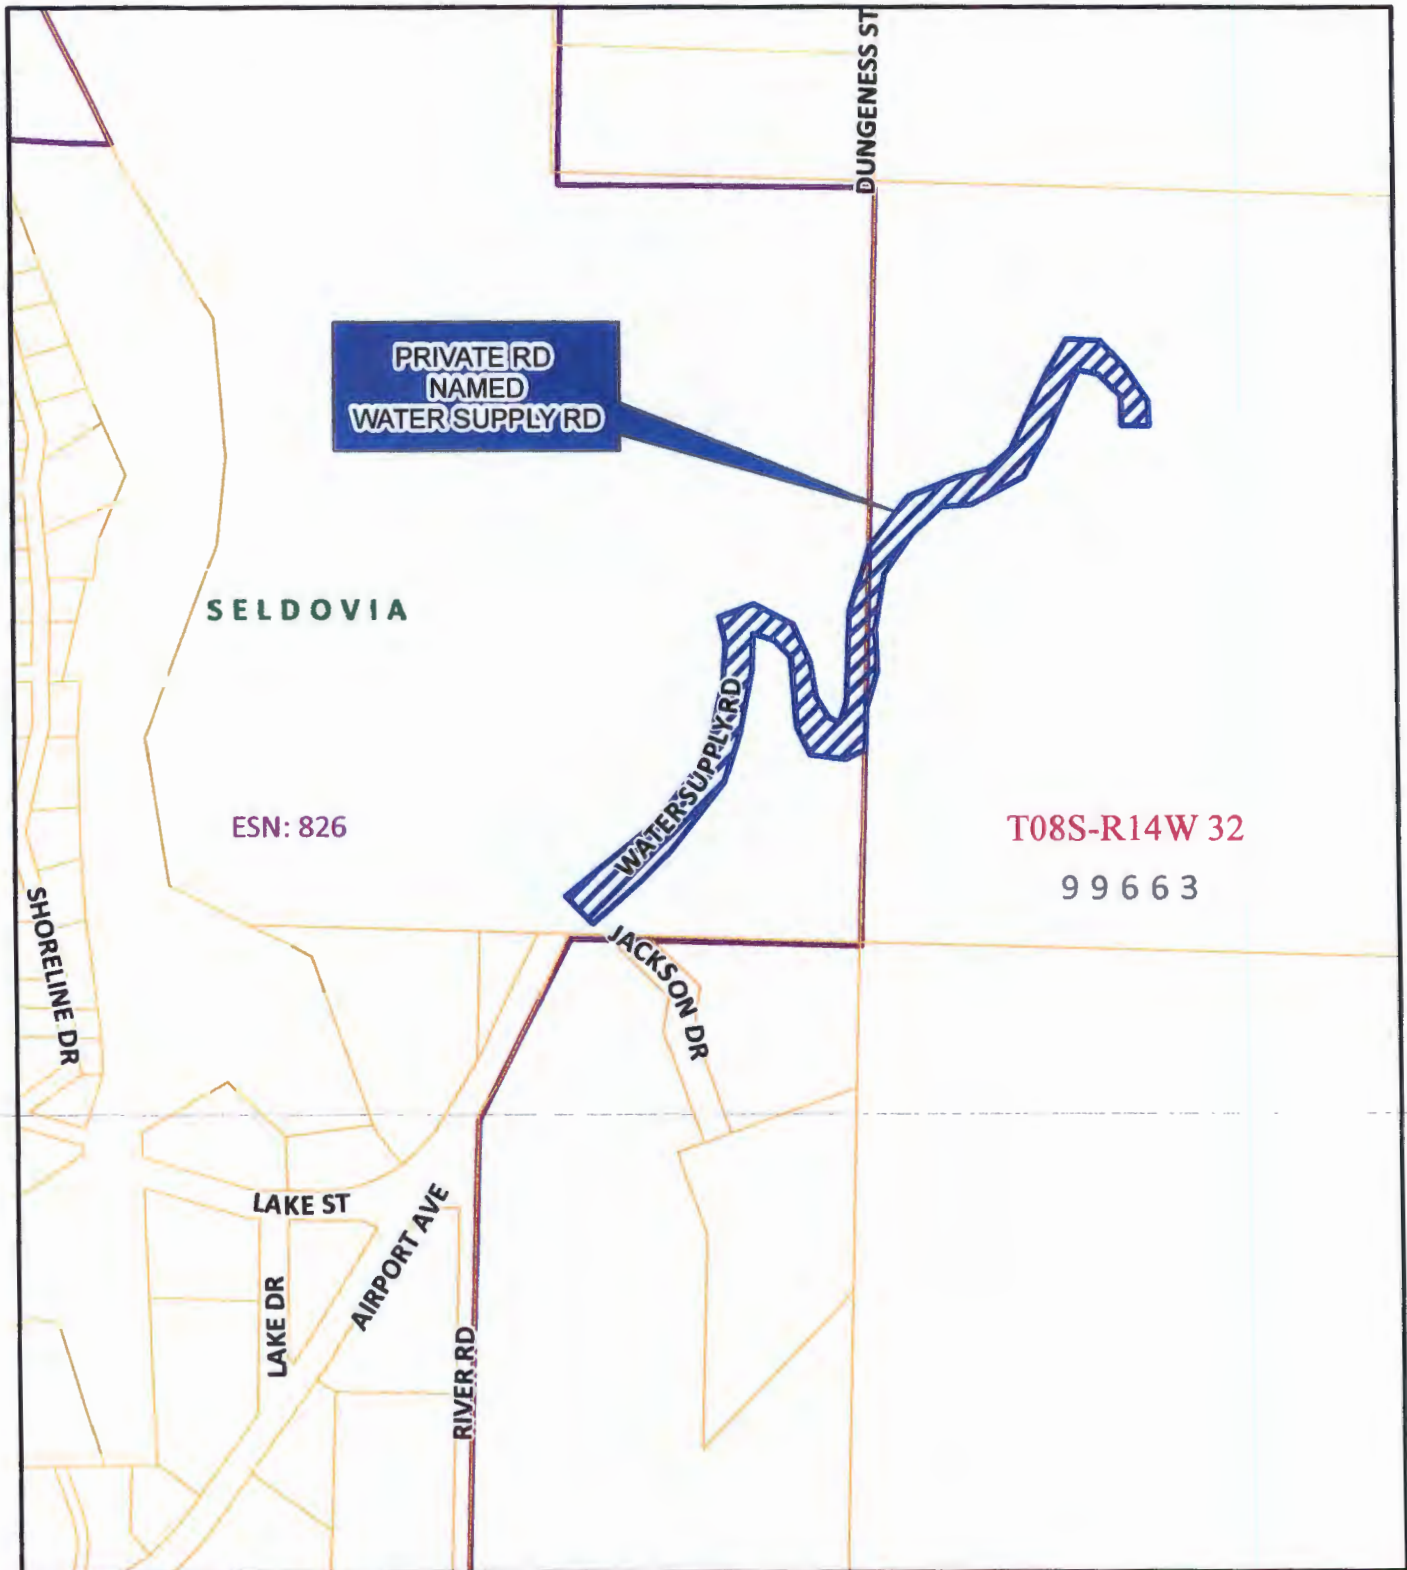 DUNGENESS ST
PRIVATE RD
NAMED
WATER SUPPLY RD
SELDOVIA
WATER SUPPLY RD
ESN: 826
T08S-R14W 32
99663
SHORELINE DR
JACKSON DR
LAKE ST
AIRPORT AVE
LAKE DR
RIVER RD